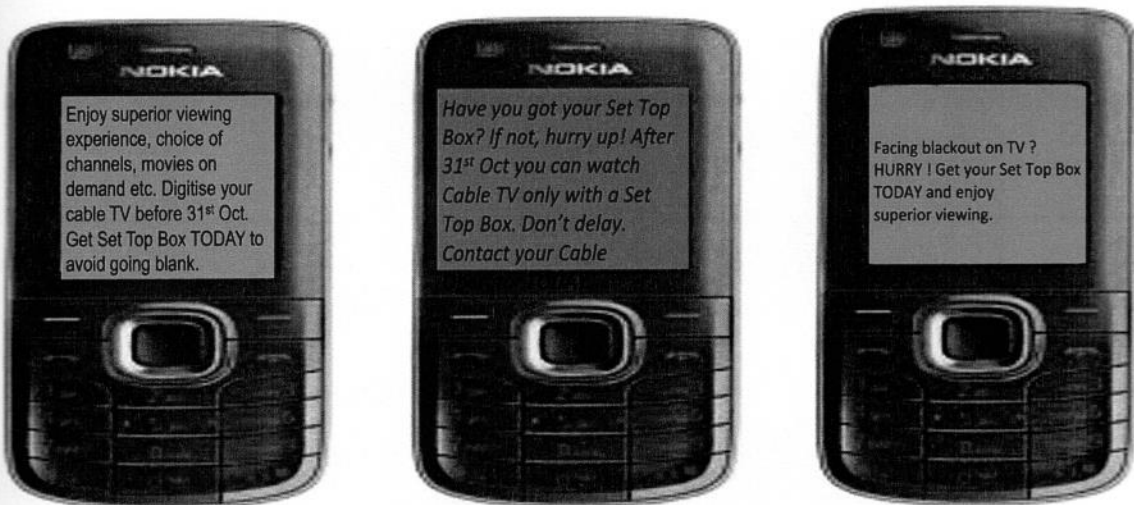 NOKIA
Enjoy superior viewing
experience, choice of
channels, movies on
demand etc. Digitise your
cable TV before 31st Oct.
Get Set Top Box TODAY to
avoid going blank.
NOKIA
Have you got your Set Top
Box? If not, hurry up! After
31st Oct you can watch
Cable TV only with a Set
Top Box. Don't delay.
Contact your Cable
NOKIA
Facing blackout on TV ?
HURRY ! Get your Set Top Box
TODAY and enjoy
superior viewing.